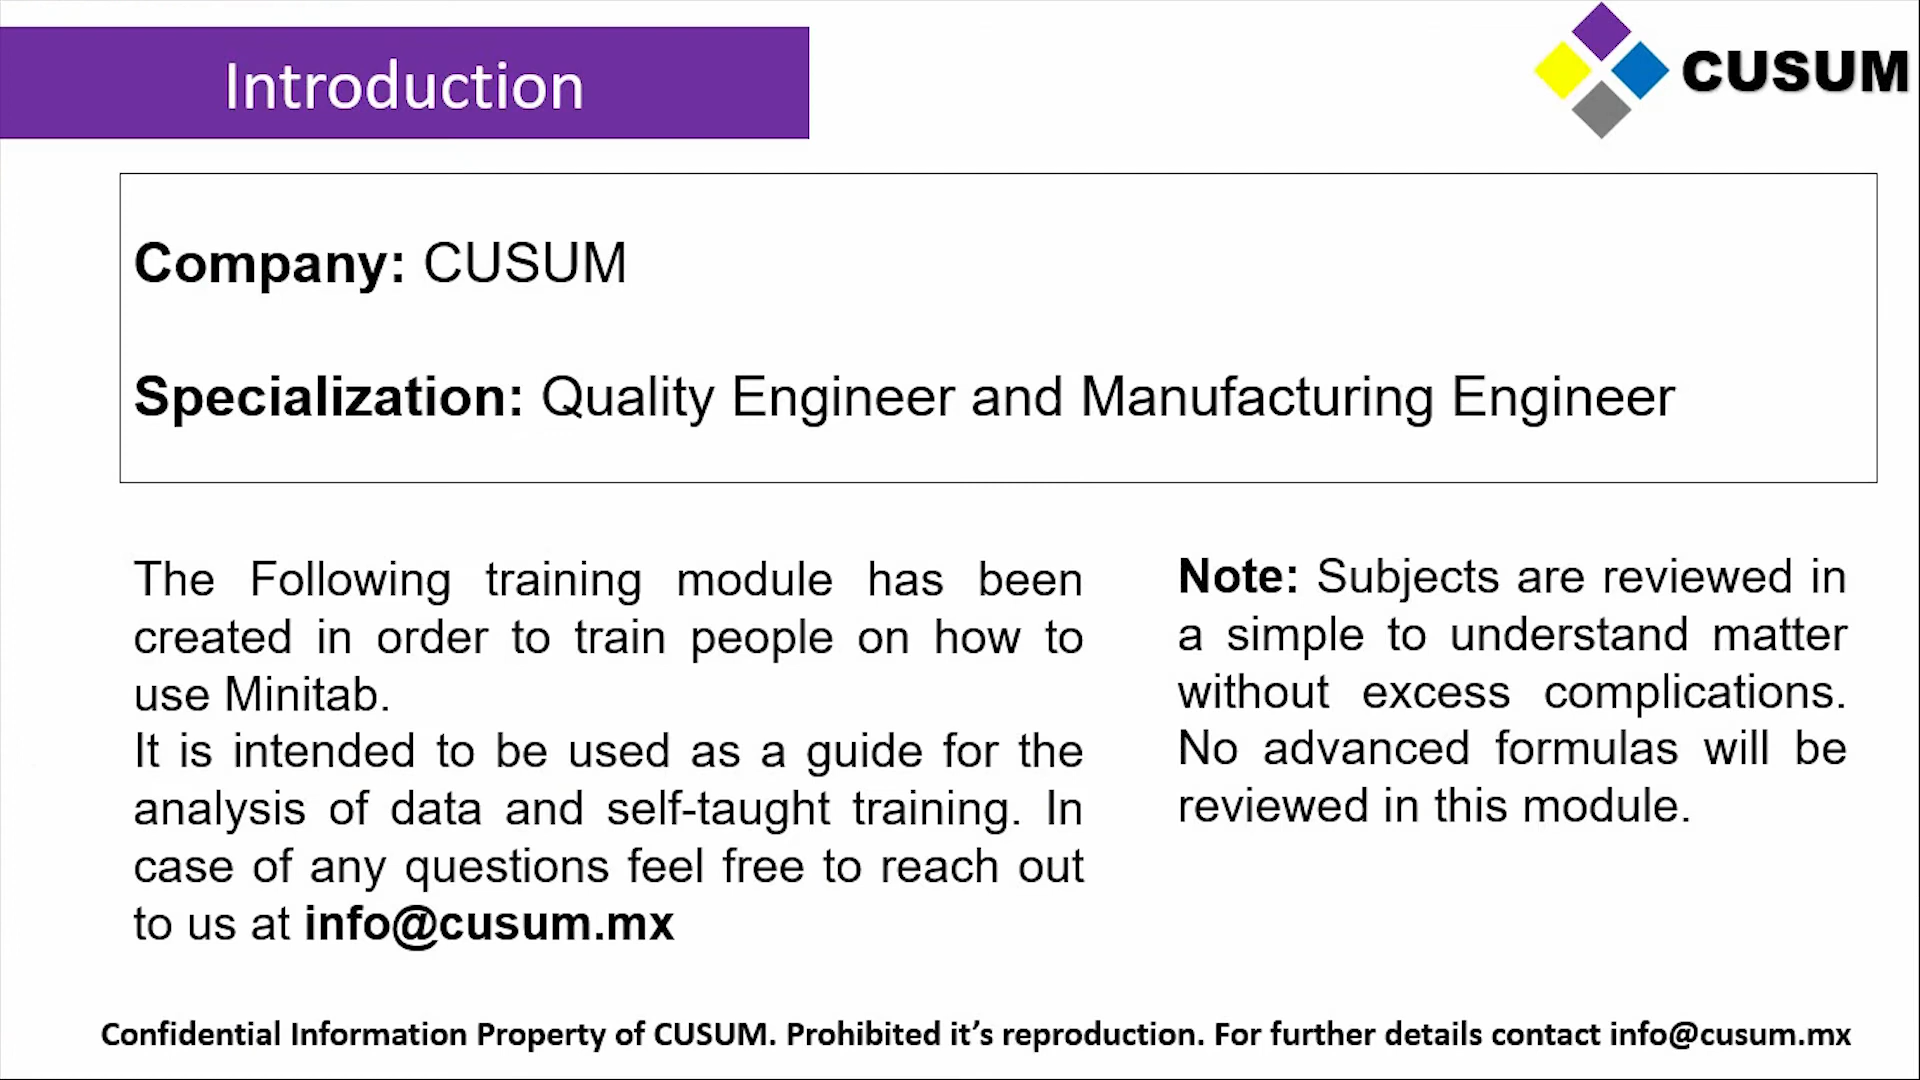 Introduction
CUSUM
Company: CUSUM
Specialization: Quality Engineer and Manufacturing Engineer
The Following training module has been
created in order to train people on how to
use Minitab.
It is intended to be used as a guide for the
analysis of data and self-taught training. In
case of any questions feel free to reach out
to us at info@cusum.mx
Note: Subjects are reviewed in
a simple to understand matter
without excess complications.
No advanced formulas will be
reviewed in this module.
Confidential Information Property of CUSUM. Prohibited it’s reproduction. For further details contact info@cusum.mx